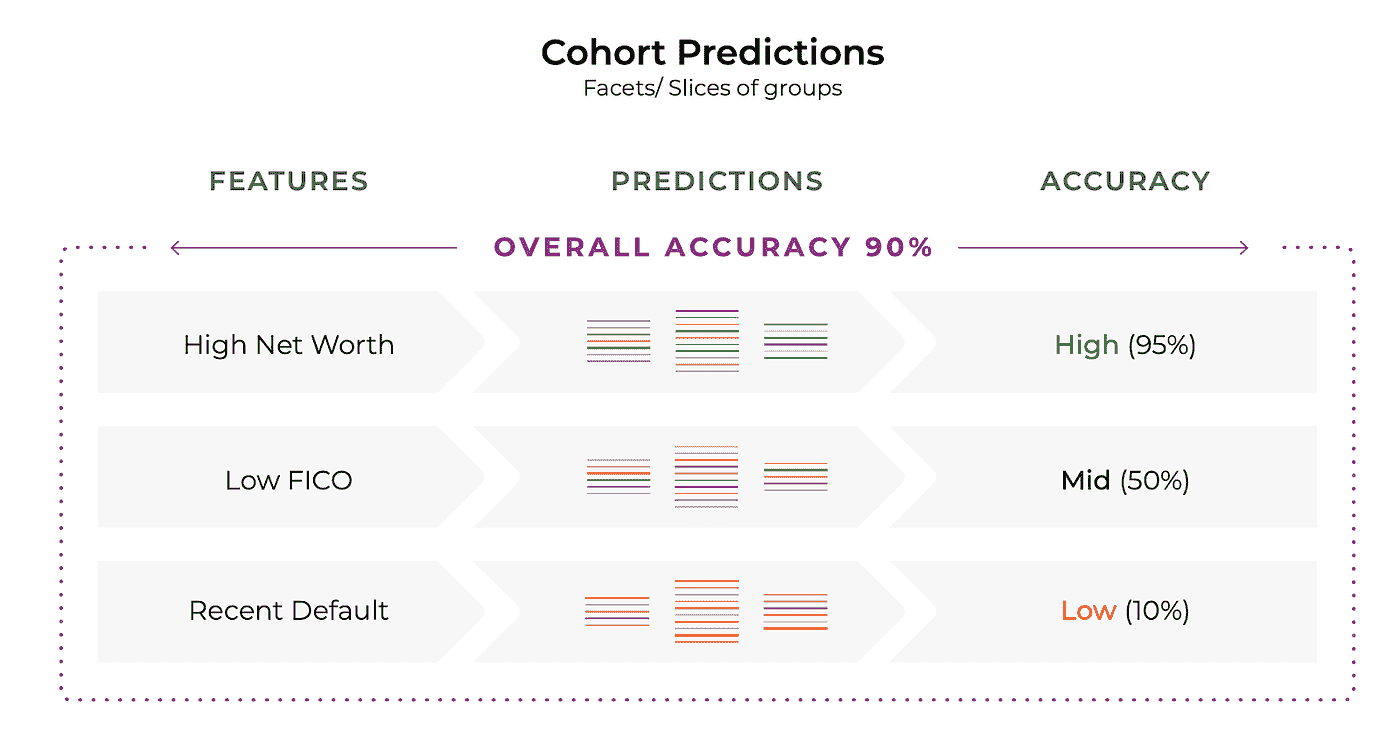 Cohort Predictions
Facets/ Slices of groups
FEATURES PREDICTIONS ACCURACY
OVERALL ACCURACY 90%
High Net Worth High (95%)
Low FICO Mid (50%)
Recent Default Low (10%)